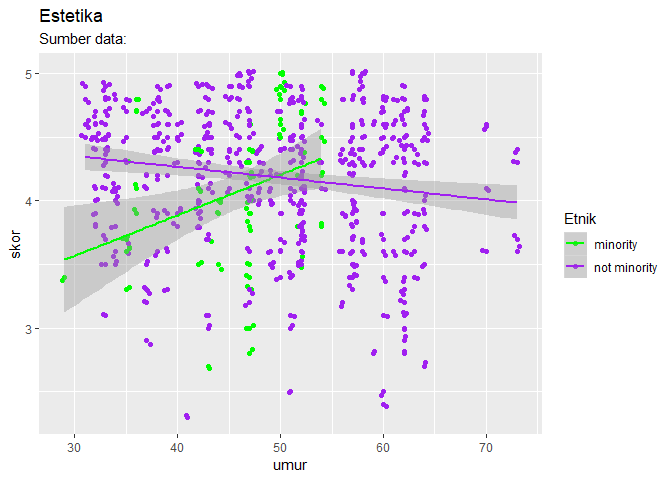 Estetika
Sumber data:
5
4
3
skor
30
40
50
60
70
umur
Etnik
minority
not minority